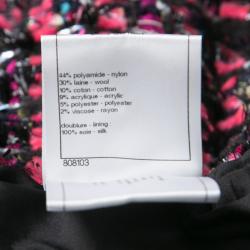 44% polyamide - nylon
30% laine - wool
10% coton - cotton
9% acrylique - acrylic
5% polyester - polyester
2% viscose - rayon
doublure - lining :
100% soie - silk
808103